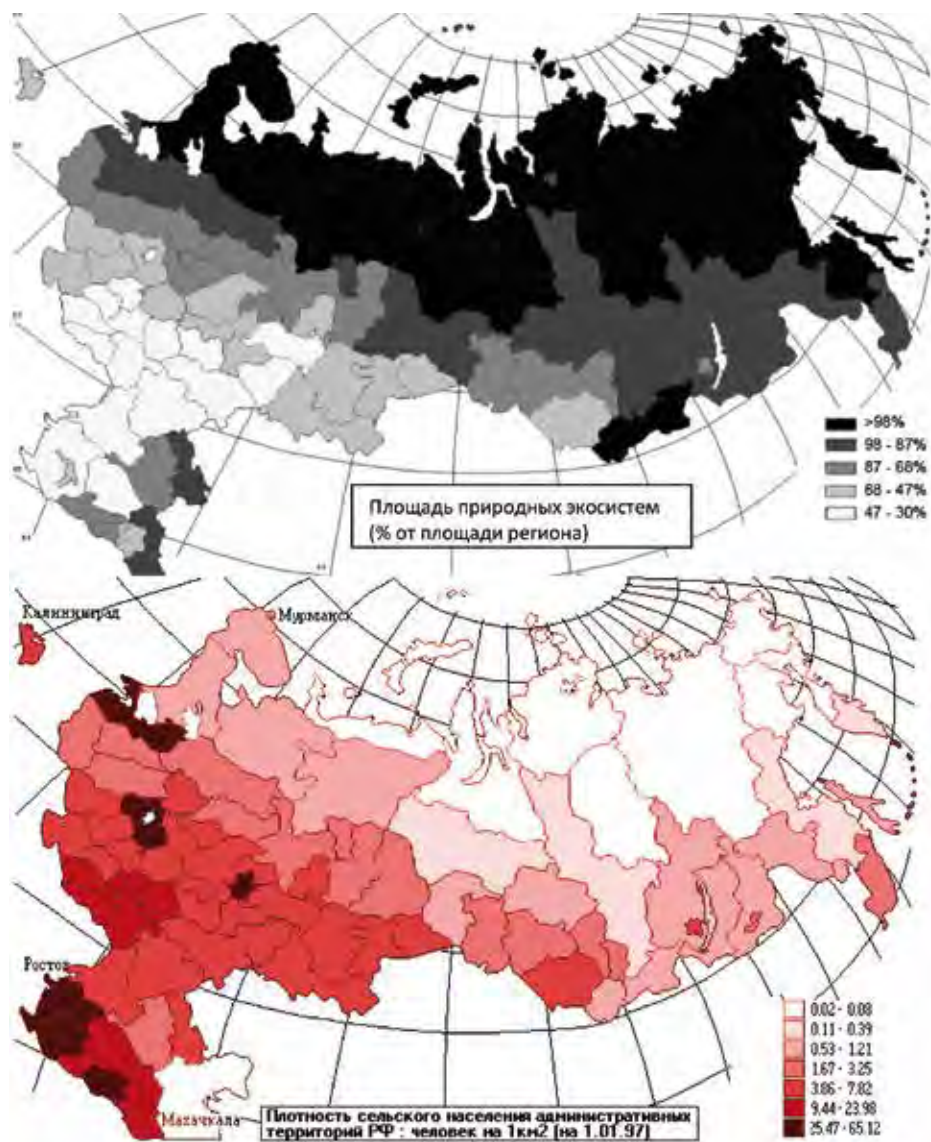 >98%
98 - 87%
87 - 68%
68 - 47%
47 - 30%
Площадь природных экосистем
(% от площади региона)
Калининград
Мурманск
Ростов
Махачкала
0.02 - 0.08
0.11 - 0.39
0.53 - 1.21
1.67 - 3.25
3.86 - 7.82
9.44 - 23.98
25.47 - 65.12
Плотность сельского населения административных
территорий РФ : человек на 1км2 (на 1.01.97)